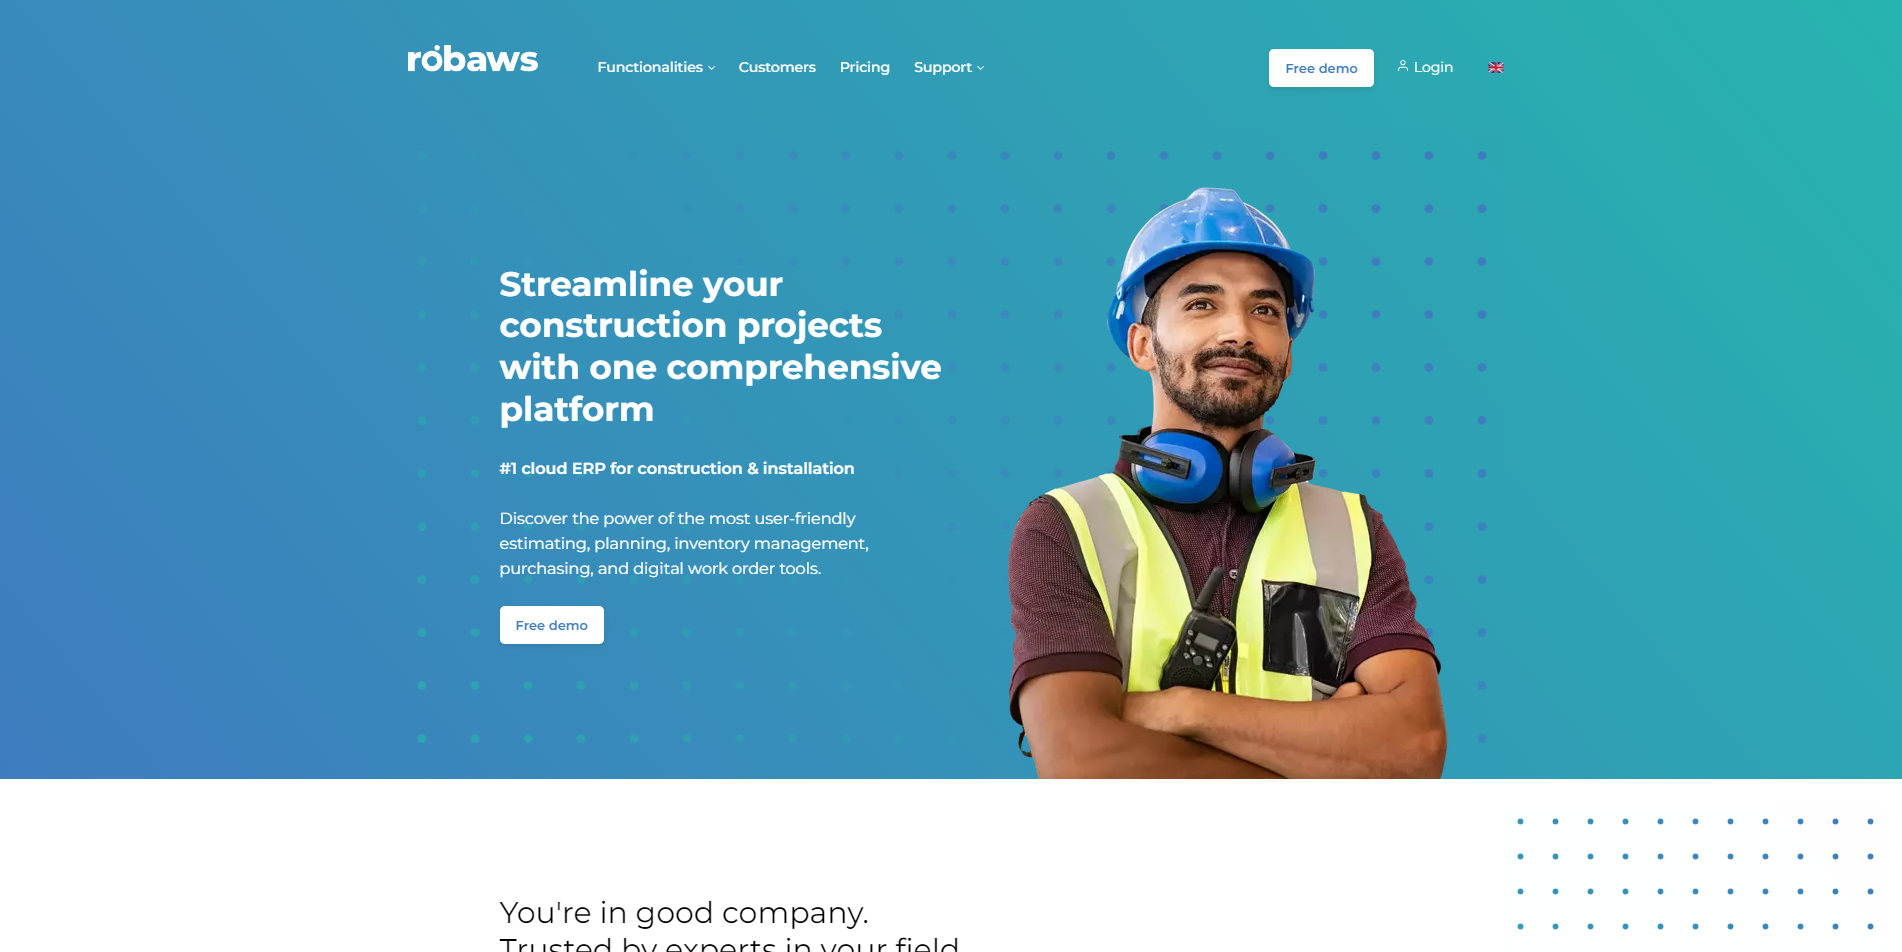 röbaws
Functionalities
Customers
Pricing
Support
Free demo
Login
Streamline your
construction projects
with one comprehensive
platform
#1 cloud ERP for construction & installation
Discover the power of the most user-friendly
estimating, planning, inventory management,
purchasing, and digital work order tools.
Free demo
You're in good company.
Trusted by experts in your field